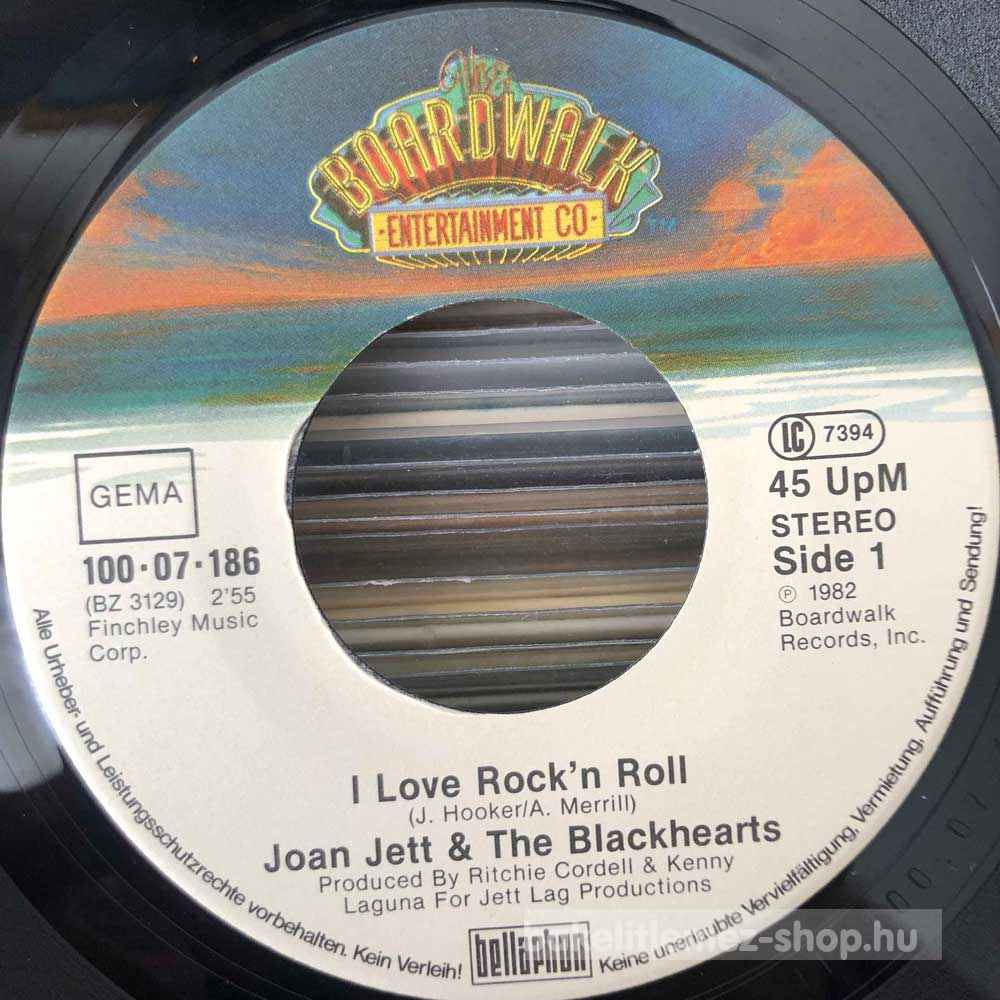 The
BOARDWALK
·ENTERTAINMENT CO·
TM
GEMA
100·07·186
(BZ 3129) 2'55
Finchley Music
Corp.
LC 7394
45 UpM
STEREO
Side 1
℗ 1982
Boardwalk
Records, Inc.
I Love Rock'n Roll
(J. Hooker/A. Merrill)
Joan Jett & The Blackhearts
Produced By Ritchie Cordell & Kenny
Laguna For Jett Lag Productions
Alle Urheber- und Leistungsschutzrechte vorbehalten. Kein Verleih!
bellaphon
Keine unerlaubte Vervielfältigung, Vermietung, Aufführung und Sendung!
bakelitlemez-shop.hu